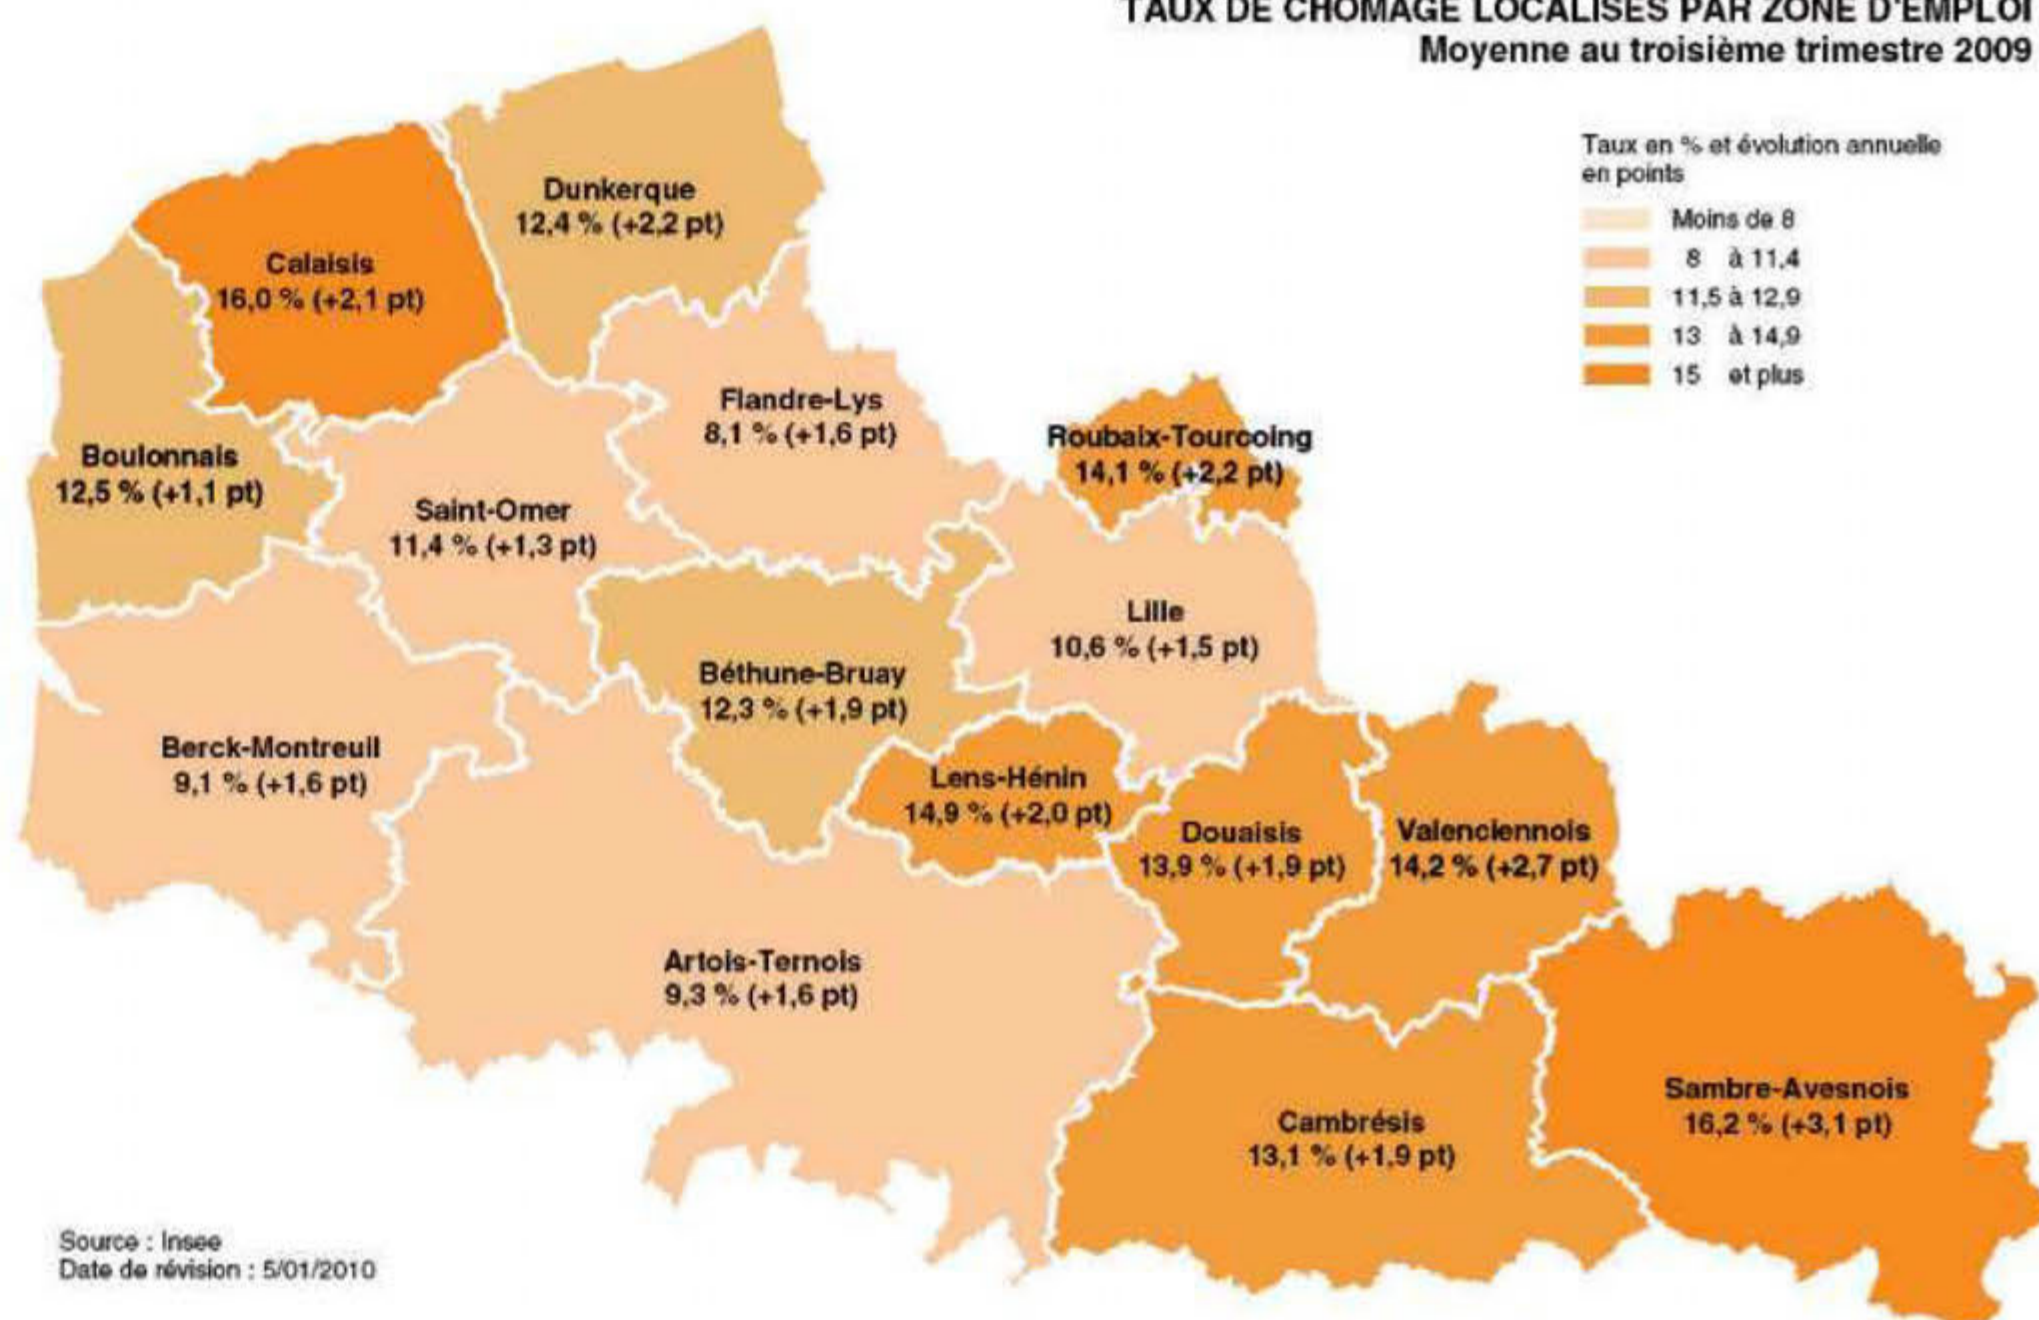 TAUX DE CHOMAGE LOCALISES PAR ZONE D'EMPLOI
Moyenne au troisième trimestre 2009
Taux en % et évolution annuelle
en points
Moins de 8
8 à 11,4
11,5 à 12,9
13 à 14,9
15 et plus
Dunkerque
12,4 % (+2,2 pt)
Calaisis
16,0 % (+2,1 pt)
Flandre-Lys
8,1 % (+1,6 pt)
Roubaix-Tourcoing
14,1 % (+2,2 pt)
Boulonnais
12,5 % (+1,1 pt)
Saint-Omer
11,4 % (+1,3 pt)
Lille
10,6 % (+1,5 pt)
Béthune-Bruay
12,3 % (+1,9 pt)
Berck-Montreuil
9,1 % (+1,6 pt)
Lens-Hénin
14,9 % (+2,0 pt)
Douaisis
13,9 % (+1,9 pt)
Valenciennois
14,2 % (+2,7 pt)
Artois-Ternois
9,3 % (+1,6 pt)
Sambre-Avesnois
16,2 % (+3,1 pt)
Cambrésis
13,1 % (+1,9 pt)
Source : Insee
Date de révision : 5/01/2010